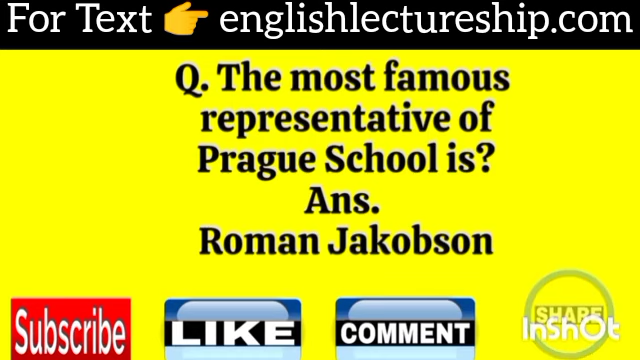 For Text 👉 englishlectureship.com
Q. The most famous
representative of
Prague School is?
Ans.
Roman Jakobson
Subscribe
LIKE
COMMENT
SHARE
InShOt